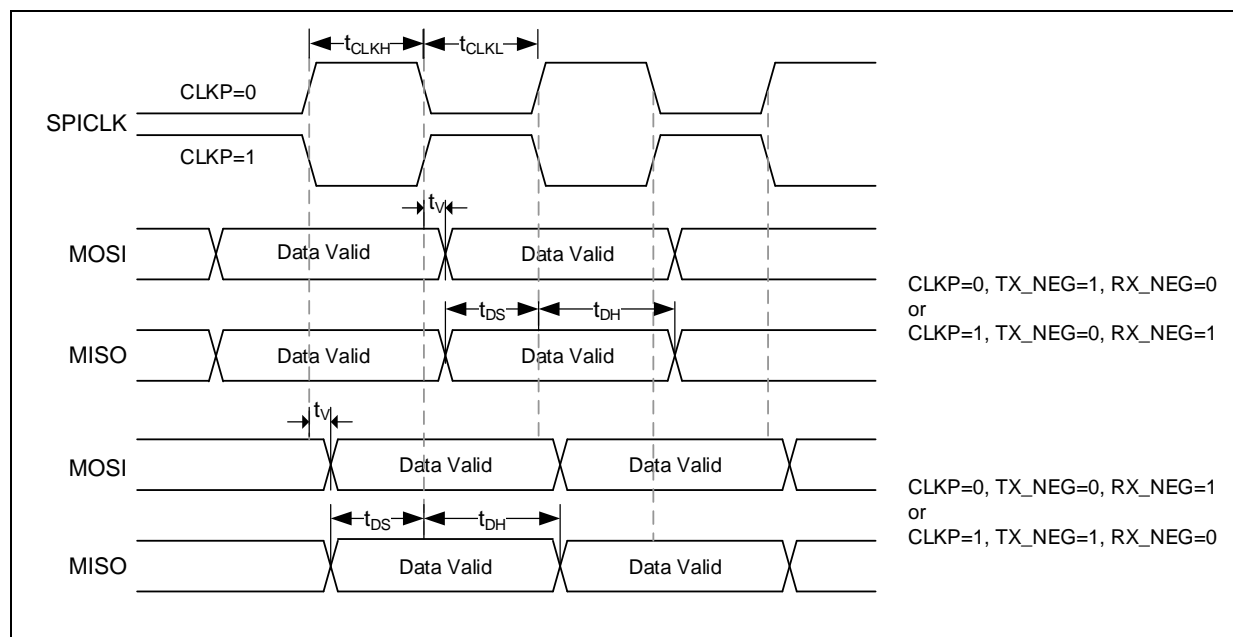 tCLKH
tCLKL
CLKP=0
SPICLK
CLKP=1
tV
MOSI
Data Valid
Data Valid
CLKP=0, TX_NEG=1, RX_NEG=0
or
CLKP=1, TX_NEG=0, RX_NEG=1
tDS
tDH
MISO
Data Valid
Data Valid
tV
MOSI
Data Valid
Data Valid
CLKP=0, TX_NEG=0, RX_NEG=1
or
CLKP=1, TX_NEG=1, RX_NEG=0
tDS
tDH
MISO
Data Valid
Data Valid